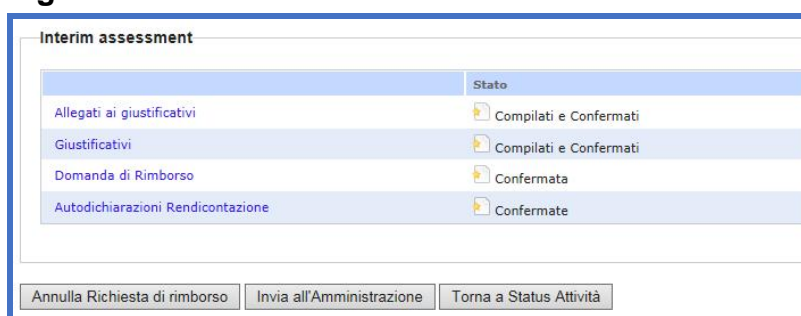 Interim assessment
Stato
Allegati ai giustificativi Compilati e Confermati
Giustificativi Compilati e Confermati
Domanda di Rimborso Confermata
Autodichiarazioni Rendicontazione Confermate
Annulla Richiesta di rimborso Invia all'Amministrazione Torna a Status Attività